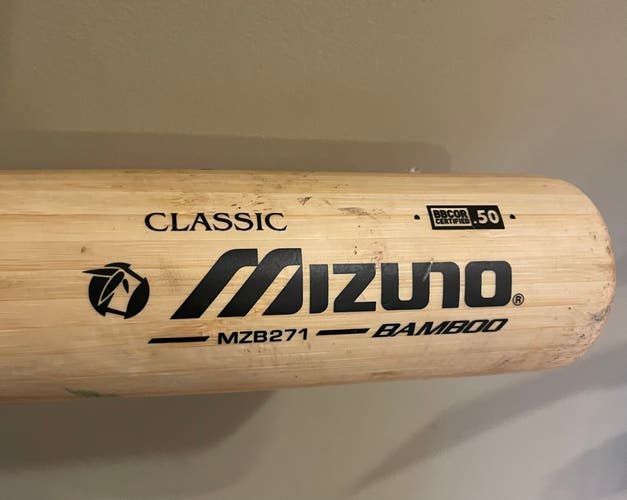 CLASSIC
BBCOR CERTIFIED .50
MIZUNO®
MZB271 BAMBOO